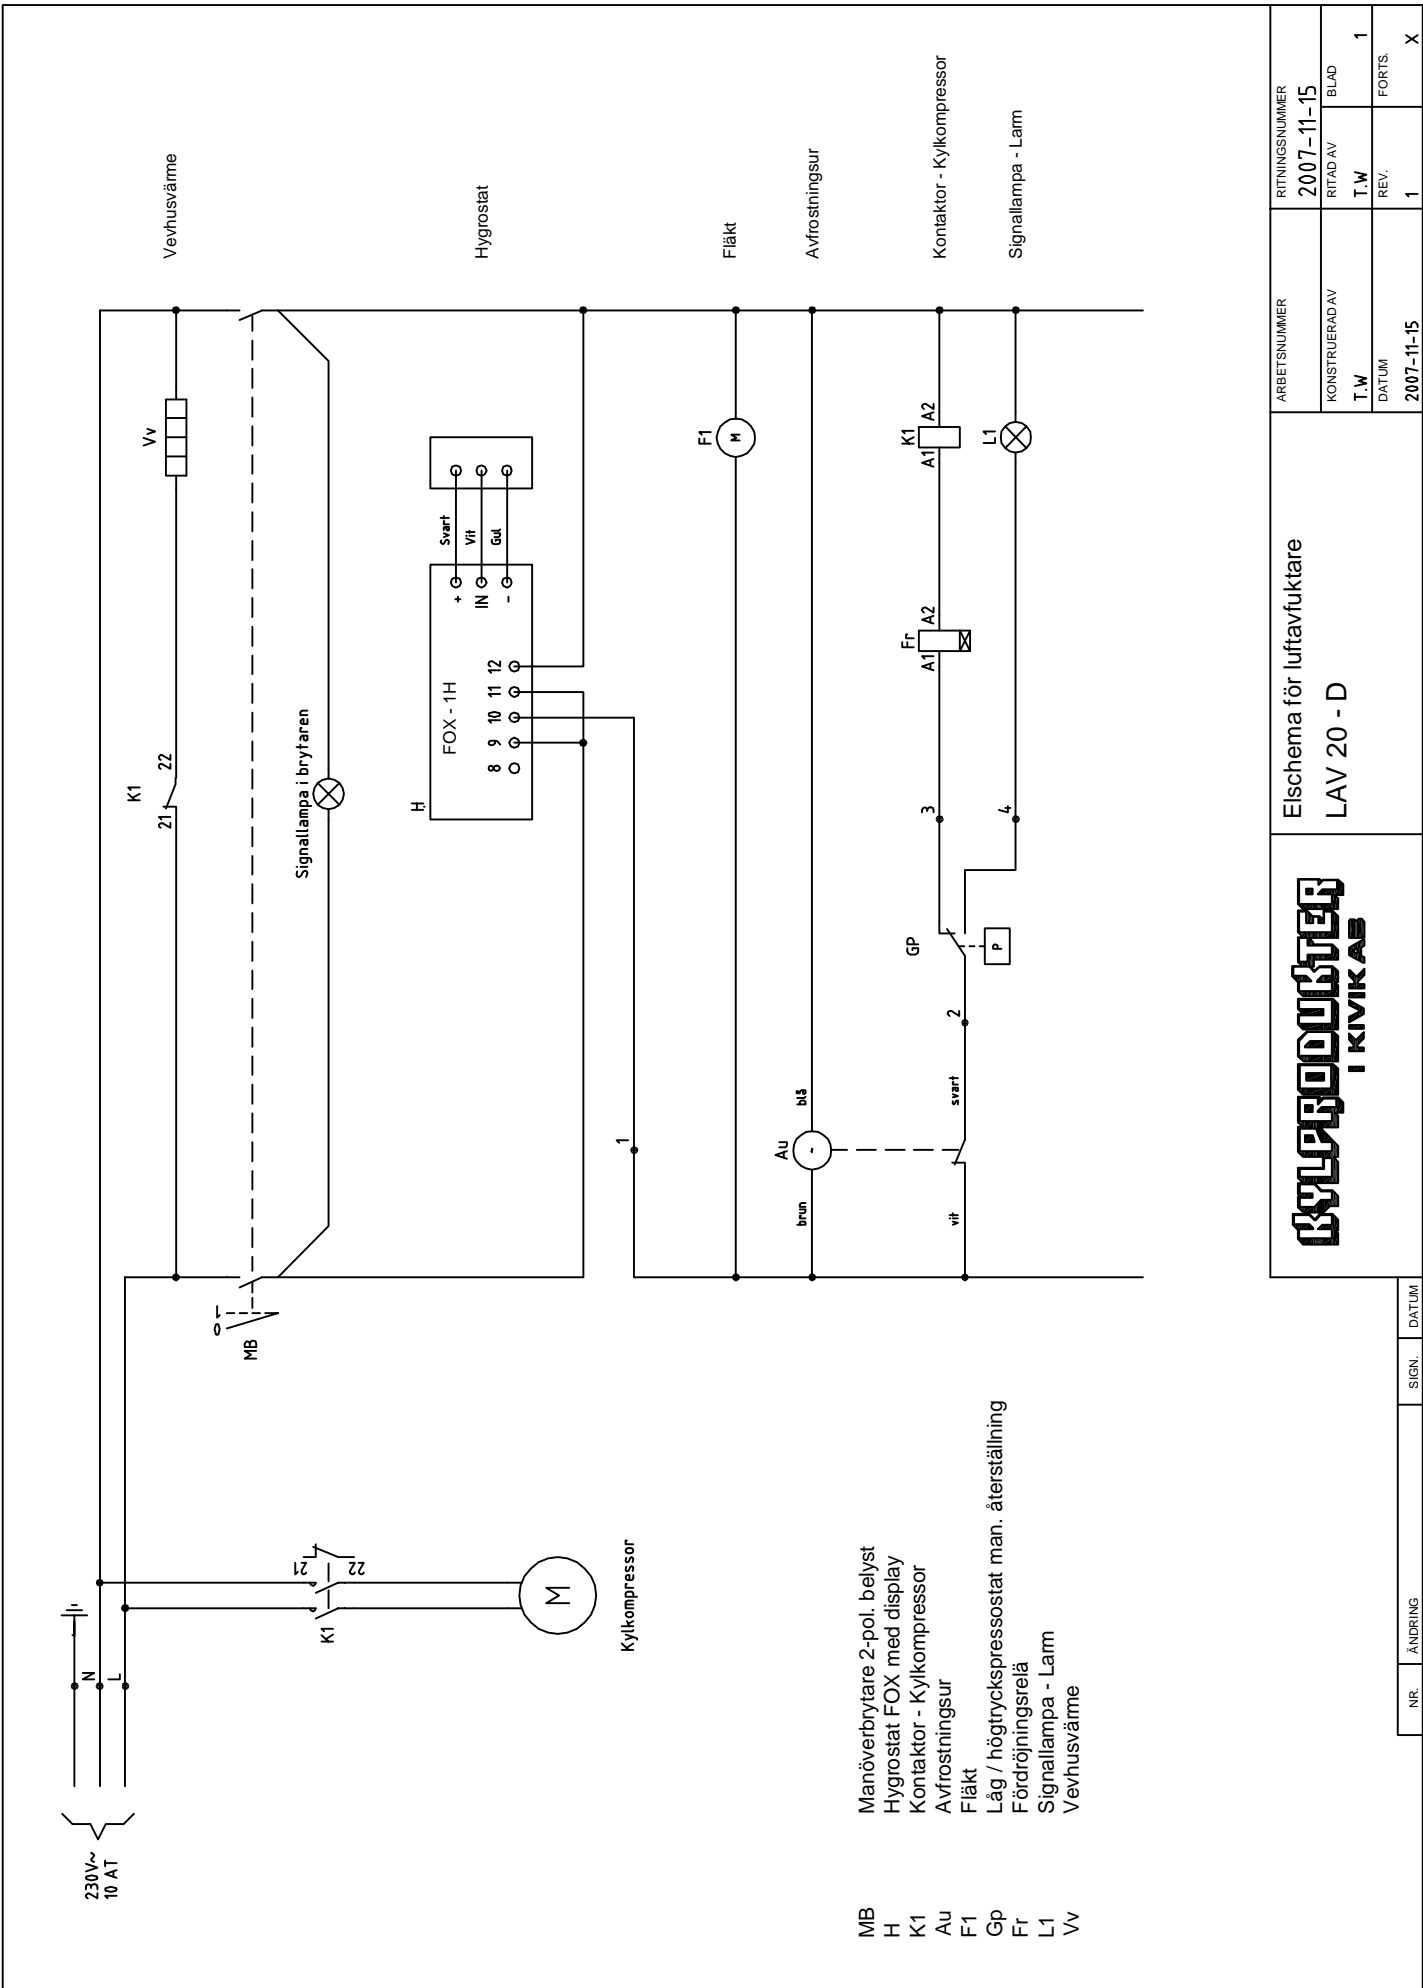 230V~
10 AT
N
L
K1
21
22
M
Kylkompressor
MB
0
1
K1
21
22
Vv
Vevhusvärme
Signallampa i brytaren
H
FOX - 1H
8
9
10
11
12
+
IN
-
Svart
Vit
Gul
Hygrostat
1
F1
M
Fläkt
Au
~
brun
blå
Avfrostningsur
vit
svart
2
GP
P
3
4
Fr
A1
A2
K1
A1
A2
Kontaktor - Kylkompressor
L1
Signallampa - Larm
MB Manöverbrytare 2-pol. belyst
H Hygrostat FOX med display
K1 Kontaktor - Kylkompressor
Au Avfrostningsur
F1 Fläkt
Gp Låg / högtryckspressostat man. återställning
Fr Fördröjningsrelä
L1 Signallampa - Larm
Vv Vevhusvärme
NR.
ÄNDRING
SIGN.
DATUM
KYLPRODUKTER
I KIVIK AB
Elschema för luftavfuktare
LAV 20 - D
ARBETSNUMMER
RITNINGSNUMMER
2007-11-15
KONSTRUERAD AV
T.W
RITAD AV
T.W
BLAD
1
DATUM
2007-11-15
REV.
1
FORTS.
X